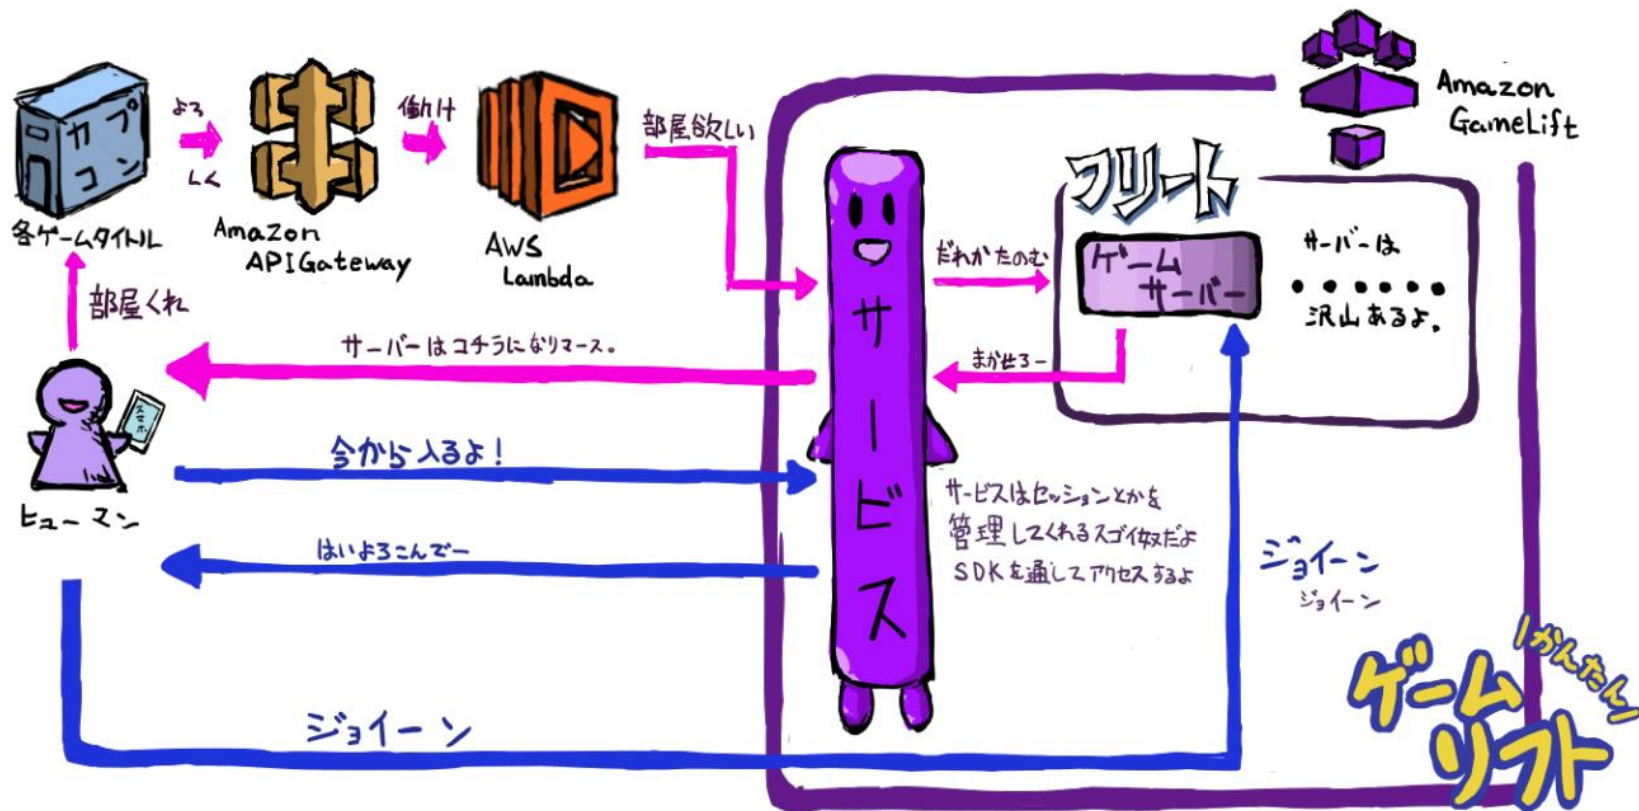 Amazon
GameLift
カプ
コン
よろ
しく
働け
部屋欲しい
各ゲームタイトル
Amazon
APIGateway
AWS
Lambda
フリート
ゲーム
サーバー
サーバーは
・・・・・・
沢山あるよ。
だれかたのむ
まかせろー
部屋くれ
サーバーはコチラになりマース。
サービス
スマホ
ヒューマン
今から入るよ!
はいよろこんでー
サービスはセッションとかを
管理してくれるスゴイ奴だよ
SDKを通してアクセスするよ
ジョイーン
ジョイーン
ジョイーン
\かんたん/
ゲーム
リフト